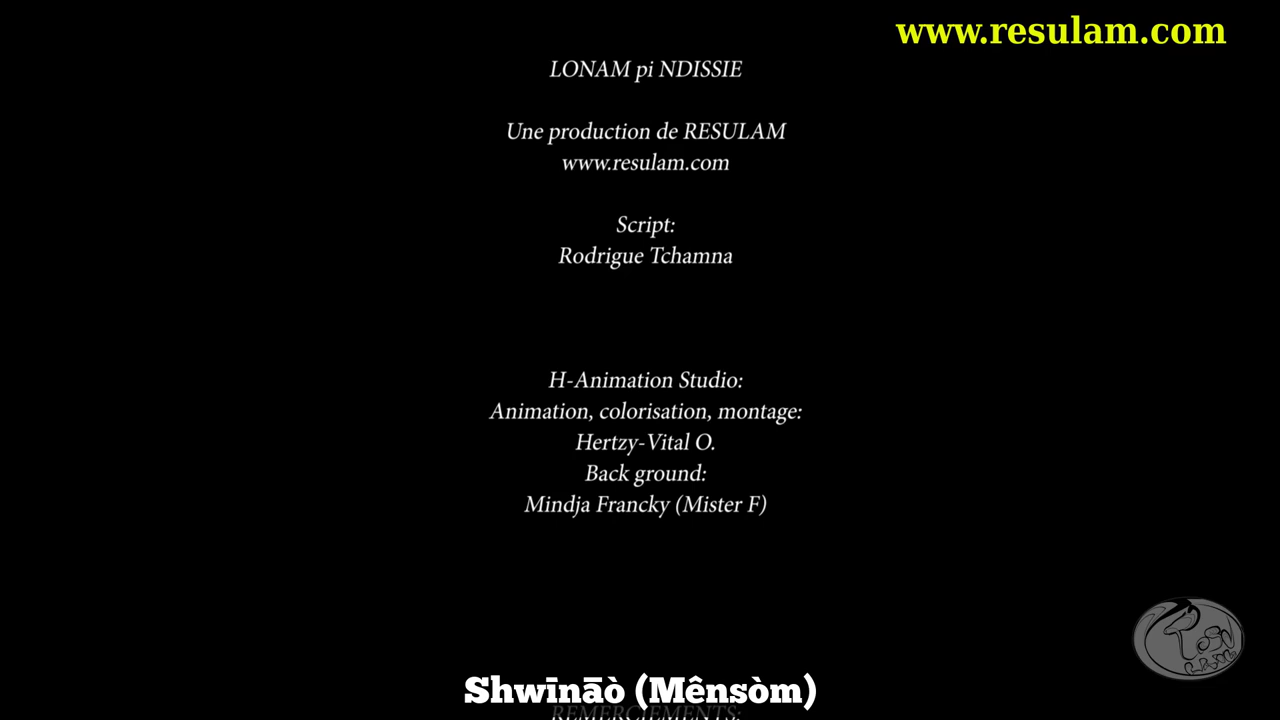 www.resulam.com
LONAM pi NDISSIE
Une production de RESULAM
www.resulam.com
Script:
Rodrigue Tchamna
H-Animation Studio:
Animation, colorisation, montage:
Hertzy-Vital O.
Back ground:
Mindja Francky (Mister F)
Shwīnāò (Mênsòm)
REMERCIEMENTS: